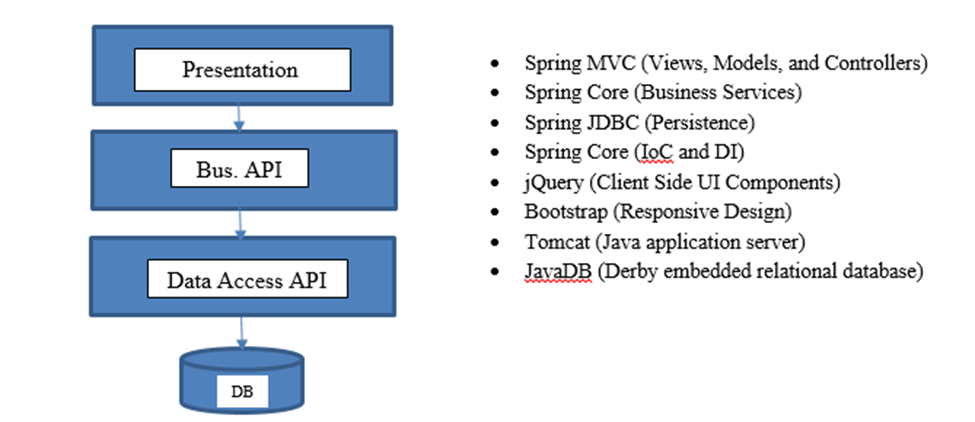 Presentation
Bus. API
Data Access API
DB
• Spring MVC (Views, Models, and Controllers)
• Spring Core (Business Services)
• Spring JDBC (Persistence)
• Spring Core (IoC and DI)
• jQuery (Client Side UI Components)
• Bootstrap (Responsive Design)
• Tomcat (Java application server)
• JavaDB (Derby embedded relational database)